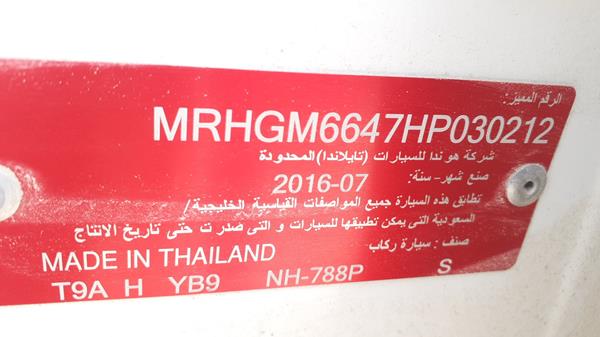 الرقم المميز:
MRHGM6647HP030212
شركة هوندا للسيارات (تايلاندا) المحدودة
صنع شهر- سنة: 2016-07
تطابق هذه السيارة جميع المواصفات القياسية الخليجية/
السعودية التي يمكن تطبيقها للسيارات و التي صدرت حتى تاريخ الانتاج
صنف: سيارة ركاب.
MADE IN THAILAND
T9A H YB9 NH-788P S